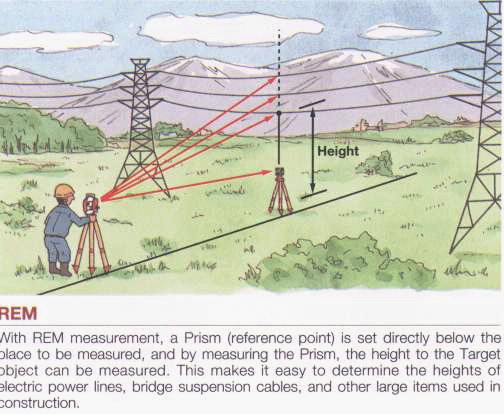 Height
REM
With REM measurement, a Prism (reference point) is set directly below the
place to be measured, and by measuring the Prism, the height to the Target
object can be measured. This makes it easy to determine the heights of
electric power lines, bridge suspension cables, and other large items used in
construction.